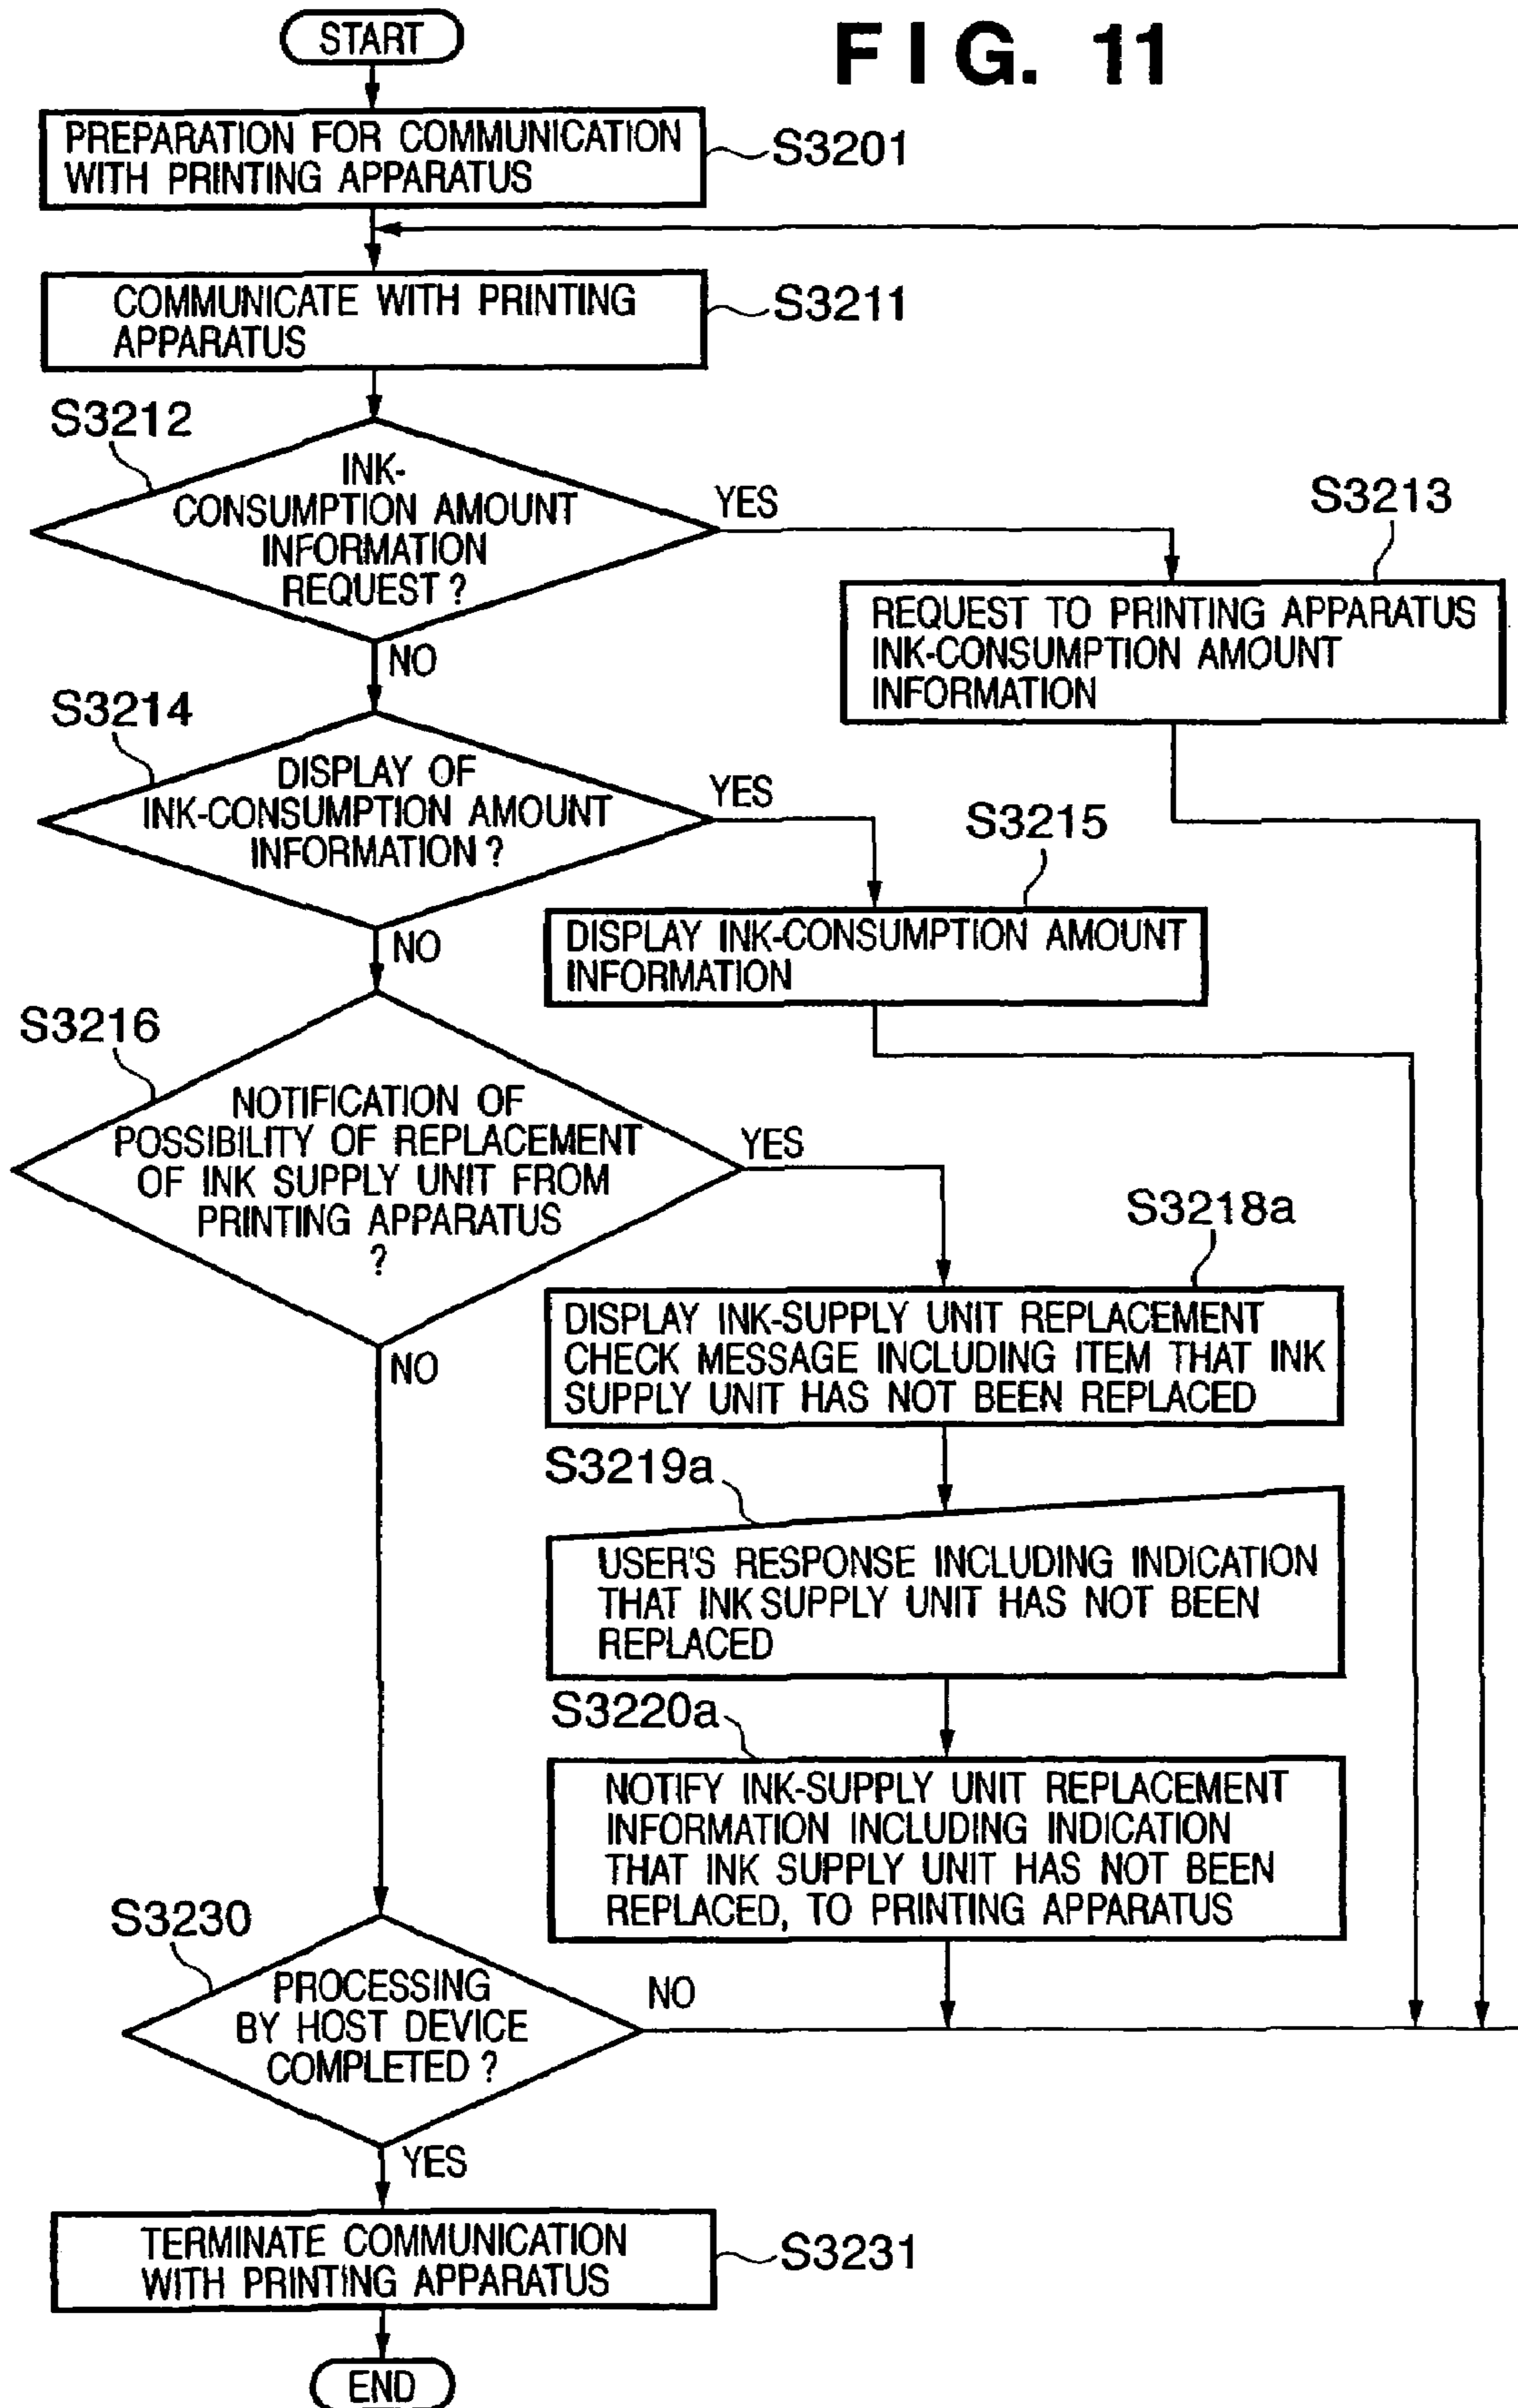 START
FIG. 11
PREPARATION FOR COMMUNICATION
WITH PRINTING APPARATUS
S3201
COMMUNICATE WITH PRINTING
APPARATUS
S3211
S3212
INK-
CONSUMPTION AMOUNT
INFORMATION
REQUEST ?
YES
NO
S3213
REQUEST TO PRINTING APPARATUS
INK-CONSUMPTION AMOUNT
INFORMATION
S3214
DISPLAY OF
INK-CONSUMPTION AMOUNT
INFORMATION ?
YES
NO
S3215
DISPLAY INK-CONSUMPTION AMOUNT
INFORMATION
S3216
NOTIFICATION OF
POSSIBILITY OF REPLACEMENT
OF INK SUPPLY UNIT FROM
PRINTING APPARATUS
?
YES
NO
S3218a
DISPLAY INK-SUPPLY UNIT REPLACEMENT
CHECK MESSAGE INCLUDING ITEM THAT INK
SUPPLY UNIT HAS NOT BEEN REPLACED
S3219a
USER'S RESPONSE INCLUDING INDICATION
THAT INK SUPPLY UNIT HAS NOT BEEN
REPLACED
S3220a
NOTIFY INK-SUPPLY UNIT REPLACEMENT
INFORMATION INCLUDING INDICATION
THAT INK SUPPLY UNIT HAS NOT BEEN
REPLACED, TO PRINTING APPARATUS
S3230
PROCESSING
BY HOST DEVICE
COMPLETED ?
NO
YES
TERMINATE COMMUNICATION
WITH PRINTING APPARATUS
S3231
END